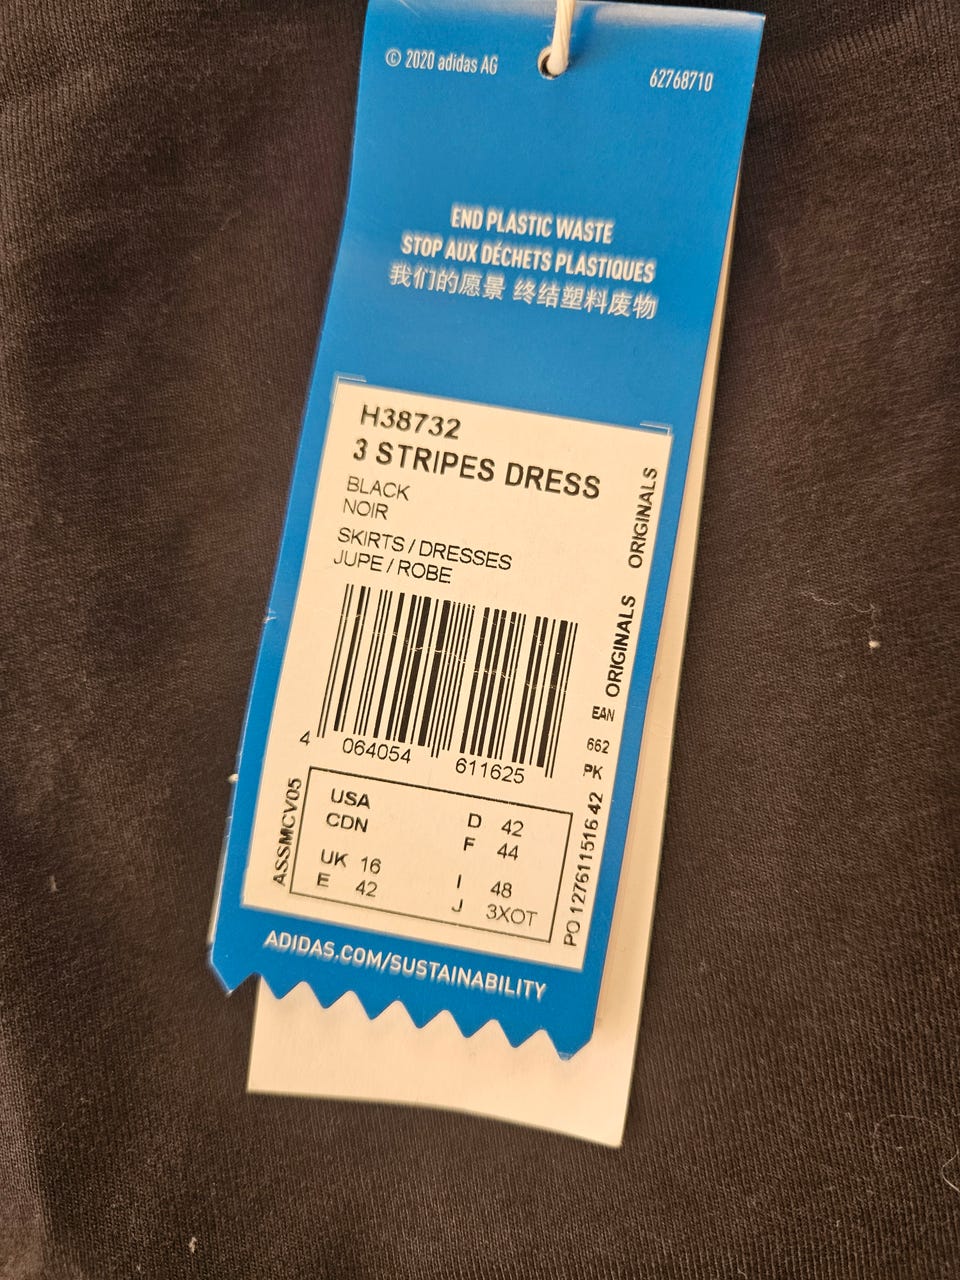 © 2020 adidas AG
62768710
END PLASTIC WASTE
STOP AUX DÉCHETS PLASTIQUES
我们的愿景 终结塑料废物
H38732
3 STRIPES DRESS
BLACK
NOIR
SKIRTS / DRESSES
JUPE / ROBE
ORIGINALS
ORIGINALS
EAN
662
PK
4 064054 611625
ASSMCV05
USA
CDN
UK 16
E 42
D 42
F 44
I 48
J 3XOT
PO 127611516 42
ADIDAS.COM/SUSTAINABILITY